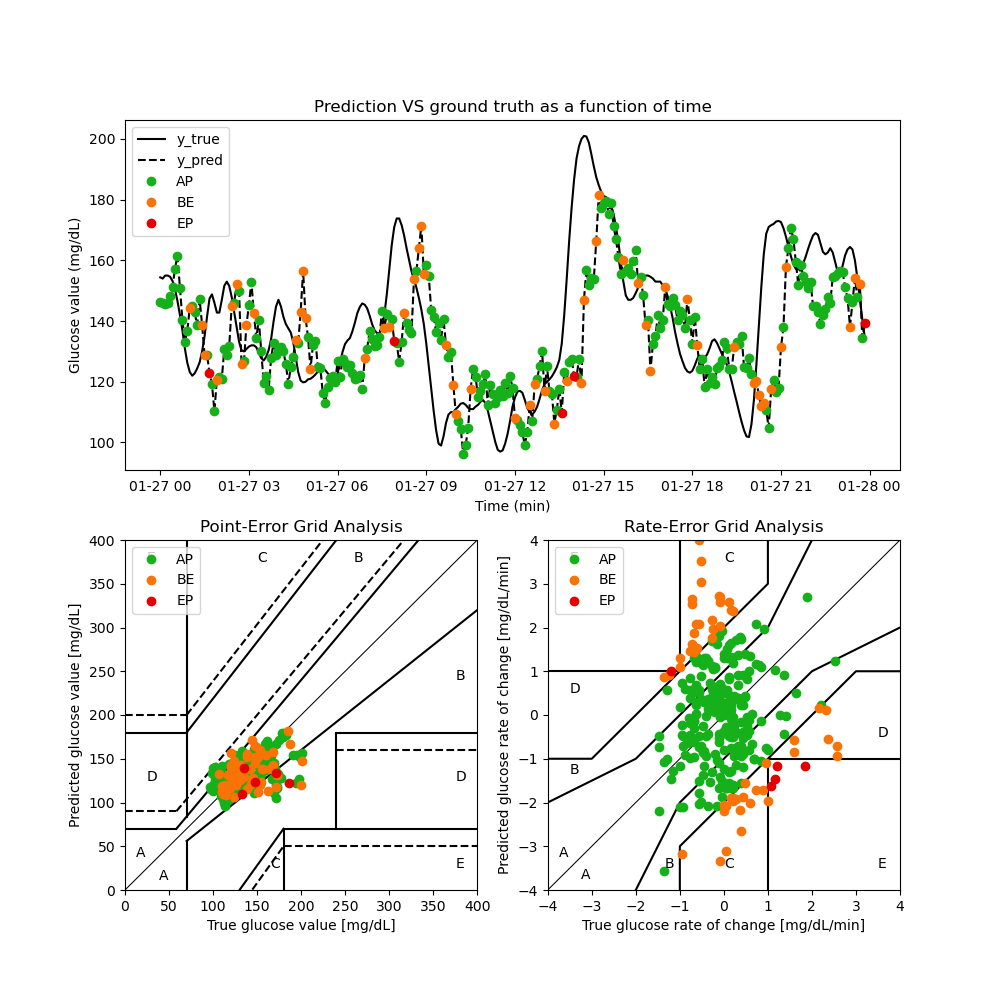 Prediction VS ground truth as a function of time
Glucose value (mg/dL)
200
180
160
140
120
100
y_true
y_pred
AP
BE
EP
01-27 00 01-27 03 01-27 06 01-27 09 01-27 12 01-27 15 01-27 18 01-27 21 01-28 00
Time (min)
Point-Error Grid Analysis
Predicted glucose value [mg/dL]
400
350
300
250
200
150
100
50
0
AP
BE
EP
C B
B
D D
A
A
C
E
0 50 100 150 200 250 300 350 400
True glucose value [mg/dL]
Rate-Error Grid Analysis
Predicted glucose rate of change [mg/dL/min]
4
3
2
1
0
−1
−2
−3
−4
AP
BE
EP
C
D
D
B
A
A
B C E
−4 −3 −2 −1 0 1 2 3 4
True glucose rate of change [mg/dL/min]